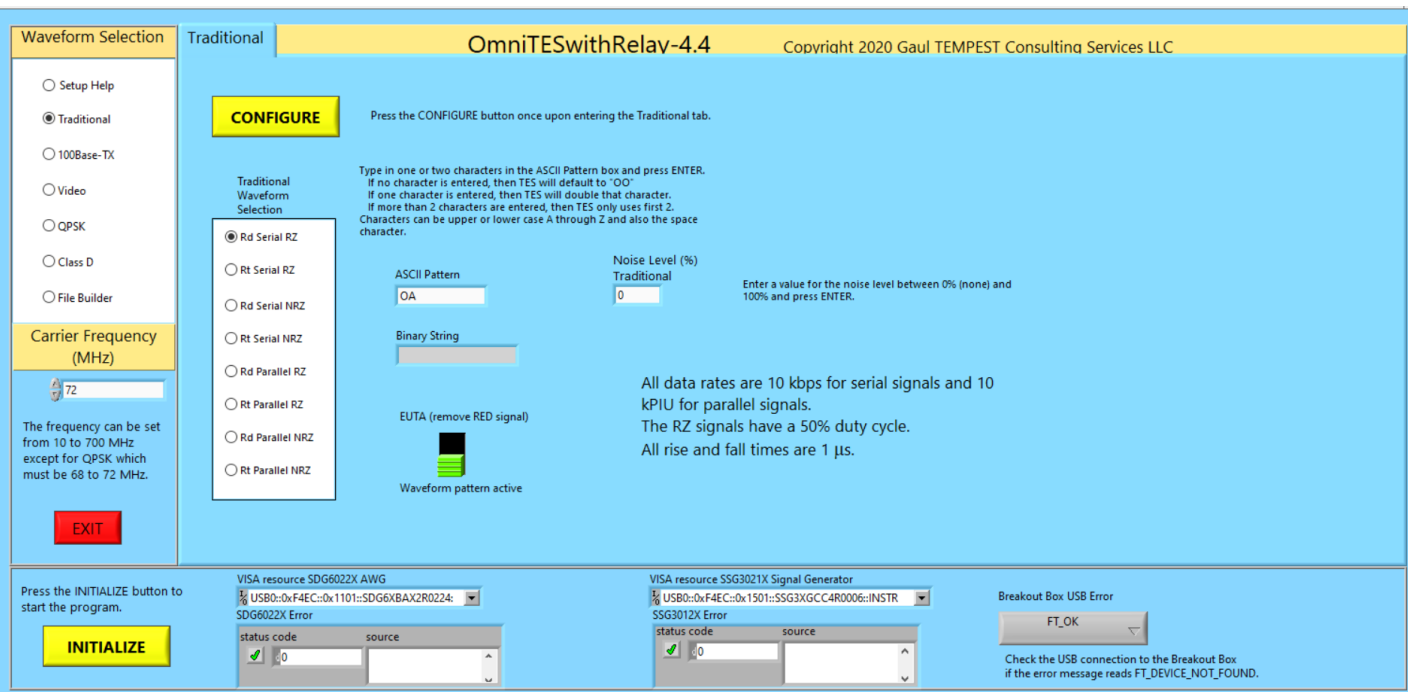 Waveform Selection
Traditional
OmniTESwithRelay-4.4
Copyright 2020 Gaul TEMPEST Consulting Services LLC
Setup Help
Traditional
100Base-TX
Video
QPSK
Class D
File Builder
Carrier Frequency
(MHz)
72
The frequency can be set
from 10 to 700 MHz
except for QPSK which
must be 68 to 72 MHz.
EXIT
CONFIGURE
Press the CONFIGURE button once upon entering the Traditional tab.
Traditional
Waveform
Selection
Rd Serial RZ
Rt Serial RZ
Rd Serial NRZ
Rt Serial NRZ
Rd Parallel RZ
Rt Parallel RZ
Rd Parallel NRZ
Rt Parallel NRZ
Type in one or two characters in the ASCII Pattern box and press ENTER.
If no character is entered, then TES will default to "OO"
If one character is entered, then TES will double that character.
If more than 2 characters are entered, then TES only uses first 2.
Characters can be upper or lower case A through Z and also the space
character.
ASCII Pattern
OA
Noise Level (%)
Traditional
0
Enter a value for the noise level between 0% (none) and
100% and press ENTER.
Binary String
EUTA (remove RED signal)
Waveform pattern active
All data rates are 10 kbps for serial signals and 10
kPIU for parallel signals.
The RZ signals have a 50% duty cycle.
All rise and fall times are 1 µs.
Press the INITIALIZE button to
start the program.
INITIALIZE
VISA resource SDG6022X AWG
USB0::0xF4EC::0x1101::SDG6XBAX2R0224:
SDG6022X Error
status code
source
0
VISA resource SSG3021X Signal Generator
USB0::0xF4EC::0x1501::SSG3XGCC4R0006::INSTR
SSG3012X Error
status code
source
0
Breakout Box USB Error
FT_OK
Check the USB connection to the Breakout Box
if the error message reads FT_DEVICE_NOT_FOUND.